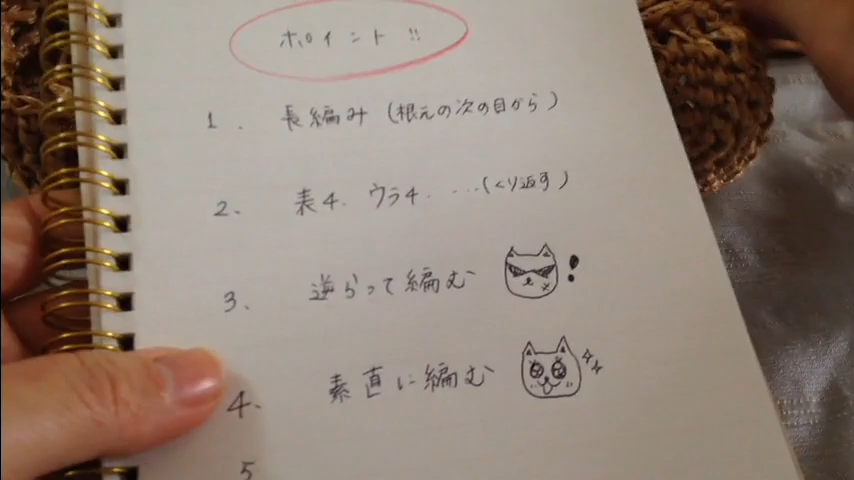 ポイント!!
1. 長編み (根元の次の目から)
2. 表4. ウラ4. ...(くり返す)
3. 逆らって編む !
4. 素直に編む
5